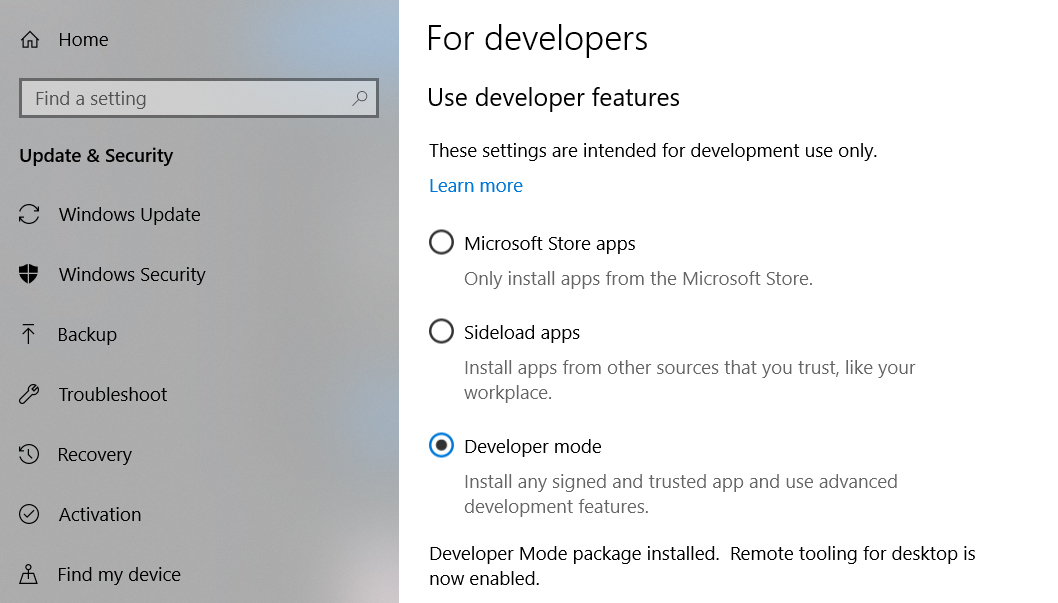 Home
Find a setting
Update & Security
Windows Update
Windows Security
Backup
Troubleshoot
Recovery
Activation
Find my device
For developers
Use developer features
These settings are intended for development use only.
Learn more
Microsoft Store apps
Only install apps from the Microsoft Store.
Sideload apps
Install apps from other sources that you trust, like your
workplace.
Developer mode
Install any signed and trusted app and use advanced
development features.
Developer Mode package installed.  Remote tooling for desktop is
now enabled.